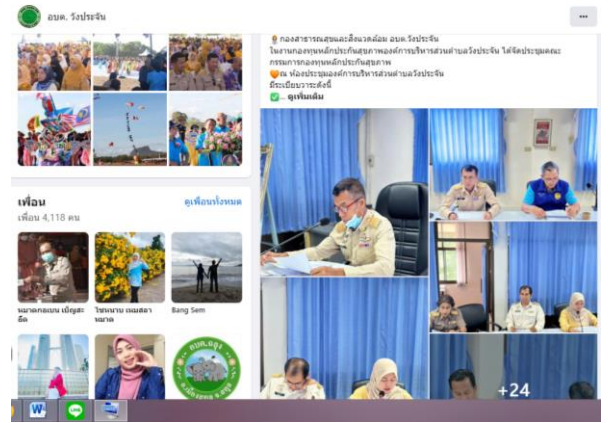 อบต. วังประจัน
กองสาธารณสุขและสิ่งแวดล้อม อบต.วังประจัน
ในงานกองทุนหลักประกันสุขภาพองค์การบริหารส่วนตำบลวังประจัน ได้จัดประชุมคณะ
กรรมการกองทุนหลักประกันสุขภาพ
ณ ห้องประชุมองค์การบริหารส่วนตำบลวังประจัน
มีระเบียบวาระดังนี้
... ดูเพิ่มเติม
เพื่อน
ดูเพื่อนทั้งหมด
เพื่อน 4,118 คน
Bang Sem
+24